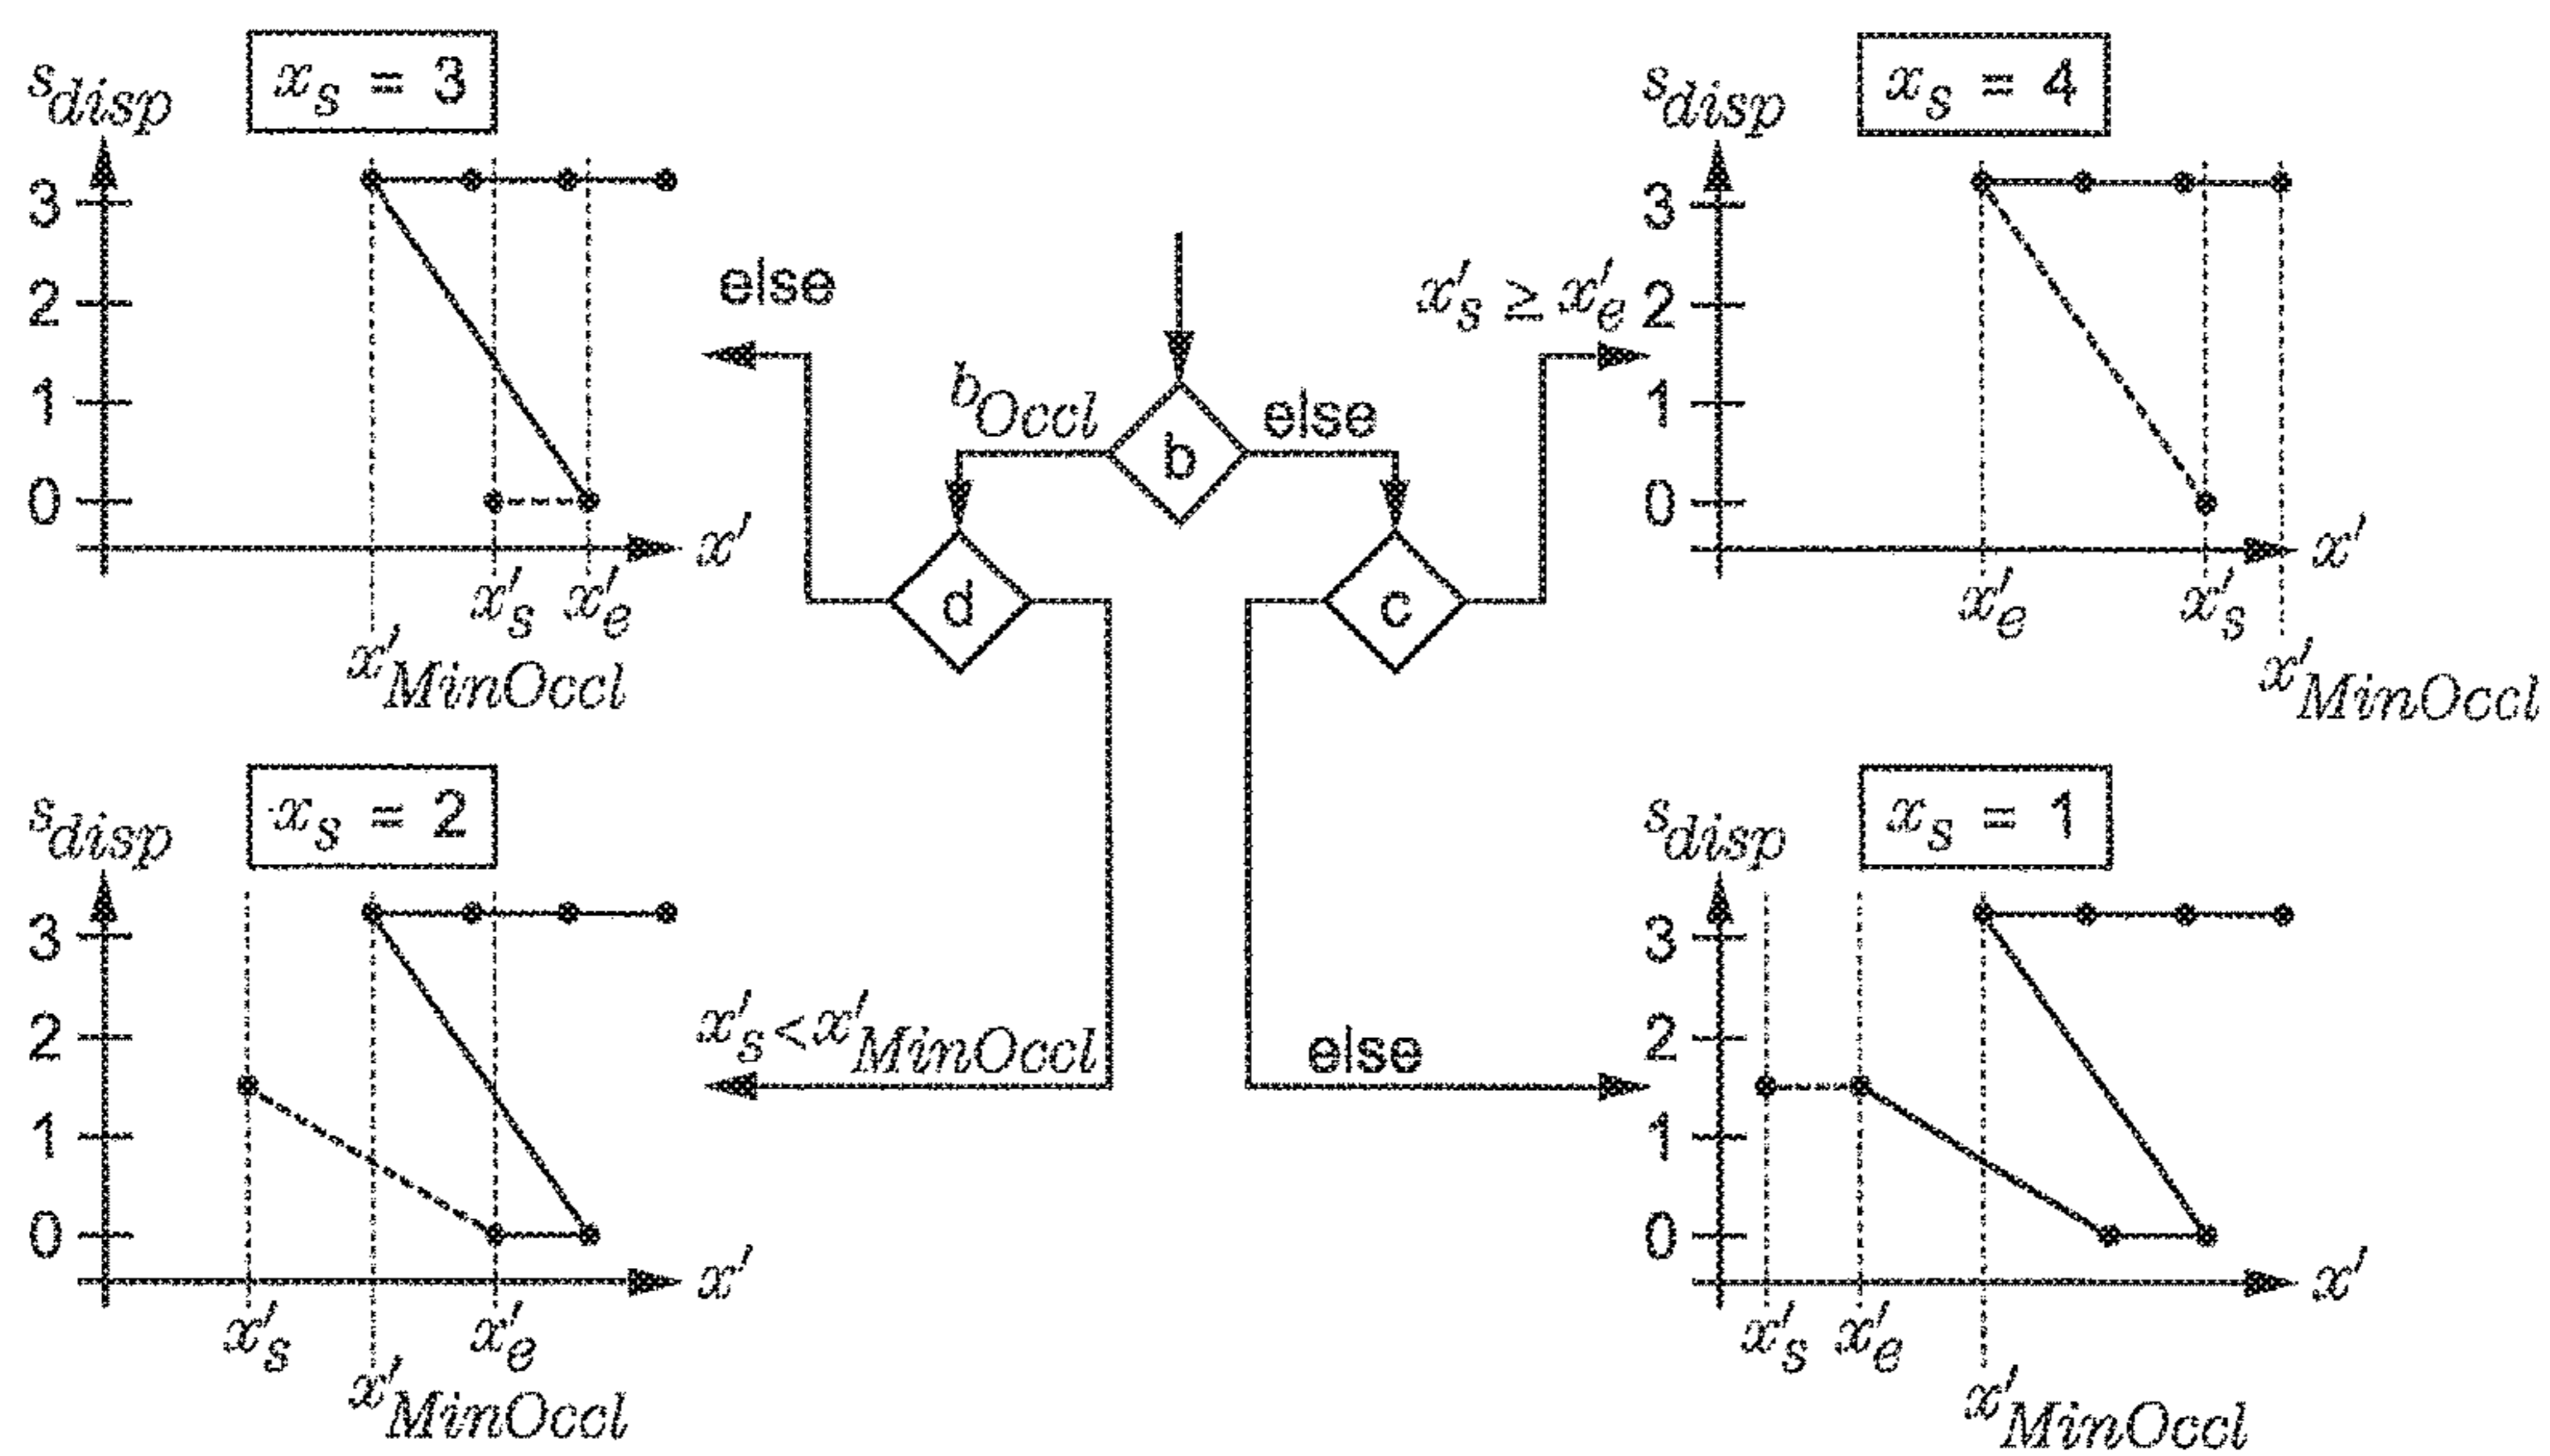 x_s = 3
s_disp
3
2
1
0
x'
x'_s
x'_e
x'_MinOccl
x_s = 4
s_disp
3
2
1
0
x'
x'_e
x'_s
x'_MinOccl
else
x'_s ≥ x'_e
b_Occl
else
b
d
c
x_s = 2
s_disp
3
2
1
0
x'
x'_s
x'_e
x'_MinOccl
x'_s < x'_MinOccl
else
x_s = 1
s_disp
3
2
1
0
x'
x'_s
x'_e
x'_MinOccl